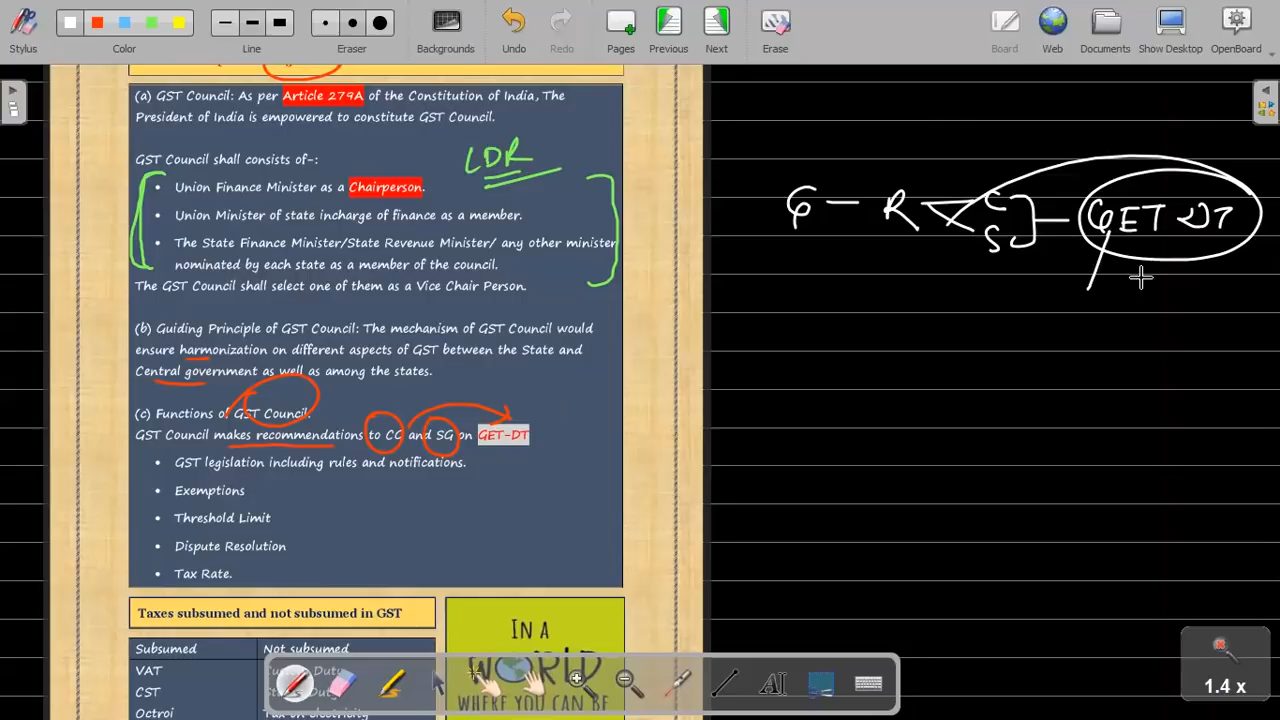 Stylus
Color
Line
Eraser
Backgrounds
Undo
Redo
Pages
Previous
Next
Erase
Board
Web
Documents
Show Desktop
OpenBoard
(a) GST Council: As per Article 279A of the Constitution of India, The
President of India is empowered to constitute GST Council.
LDR
GST Council shall consists of-:
• Union Finance Minister as a Chairperson.
• Union Minister of state incharge of finance as a member.
• The State Finance Minister/State Revenue Minister/ any other minister
nominated by each state as a member of the council.
The GST Council shall select one of them as a Vice Chair Person.
(b) Guiding Principle of GST Council: The mechanism of GST Council would
ensure harmonization on different aspects of GST between the State and
Central government as well as among the states.
(c) Functions of GST Council:
GST Council makes recommendations to CG and SG on GET-DT
• GST legislation including rules and notifications.
• Exemptions
• Threshold Limit
• Dispute Resolution
• Tax Rate.
G — R C
S — GET DT
Taxes subsumed and not subsumed in GST
Subsumed Not subsumed
VAT
CST
Octroi Tax on electricity
IN A
WORLD
WHERE YOU CAN BE
1.4 x